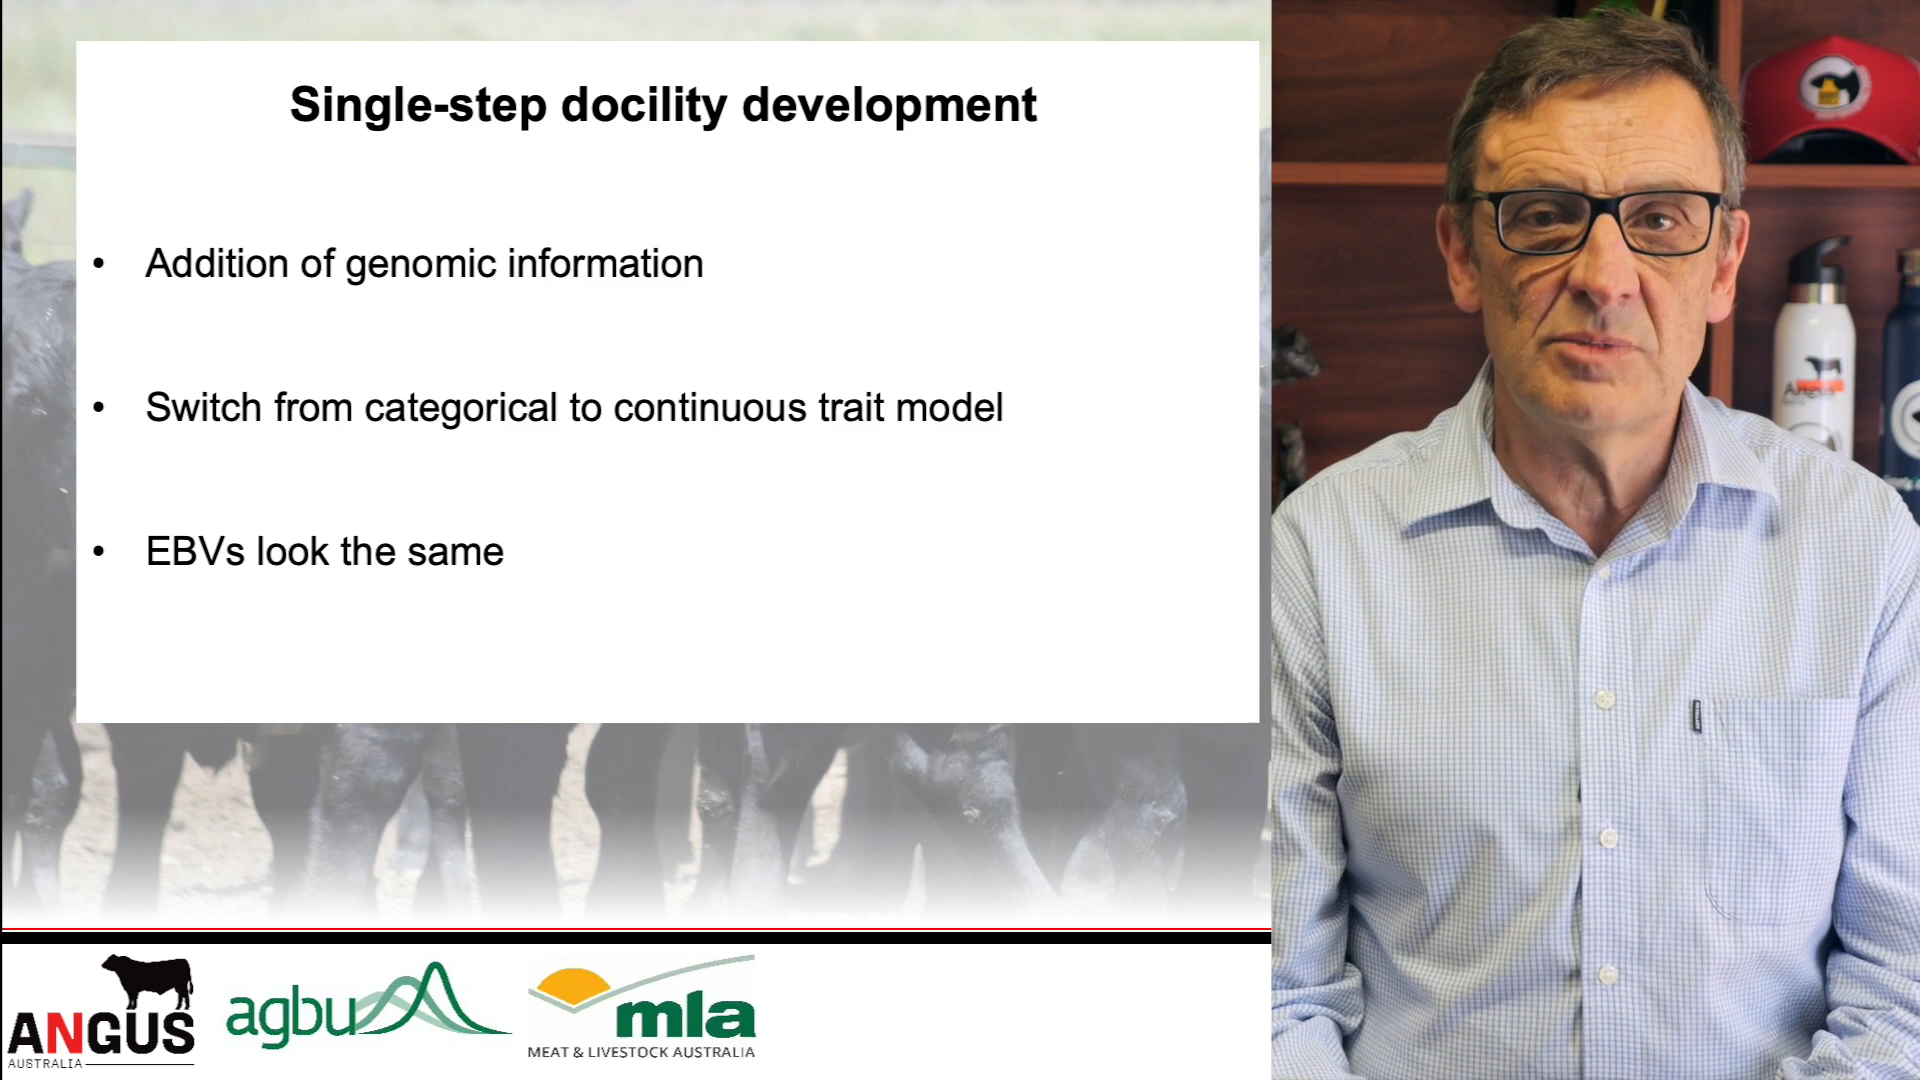 Single-step docility development
• Addition of genomic information
• Switch from categorical to continuous trait model
• EBVs look the same
ANGUS
AUSTRALIA
agbu
mla
MEAT & LIVESTOCK AUSTRALIA